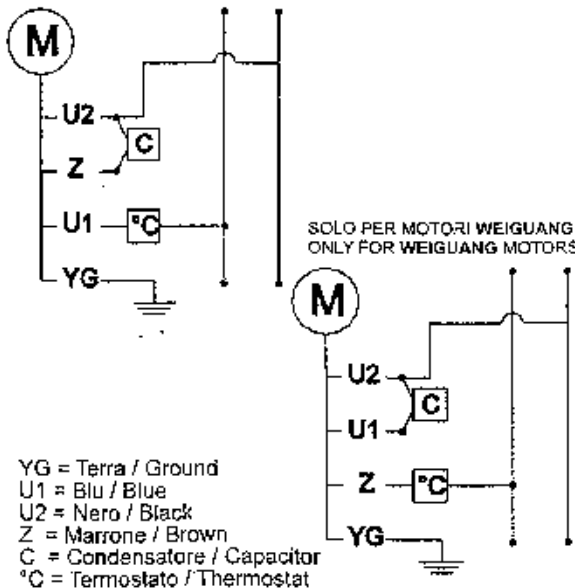 M
U2
C
Z
U1 °C
YG
SOLO PER MOTORI WEIGUANG
ONLY FOR WEIGUANG MOTORS
M
U2
C
U1
Z °C
YG
YG = Terra / Ground
U1 = Blu / Blue
U2 = Nero / Black
Z = Marrone / Brown
C = Condensatore / Capacitor
°C = Termostato / Thermostat